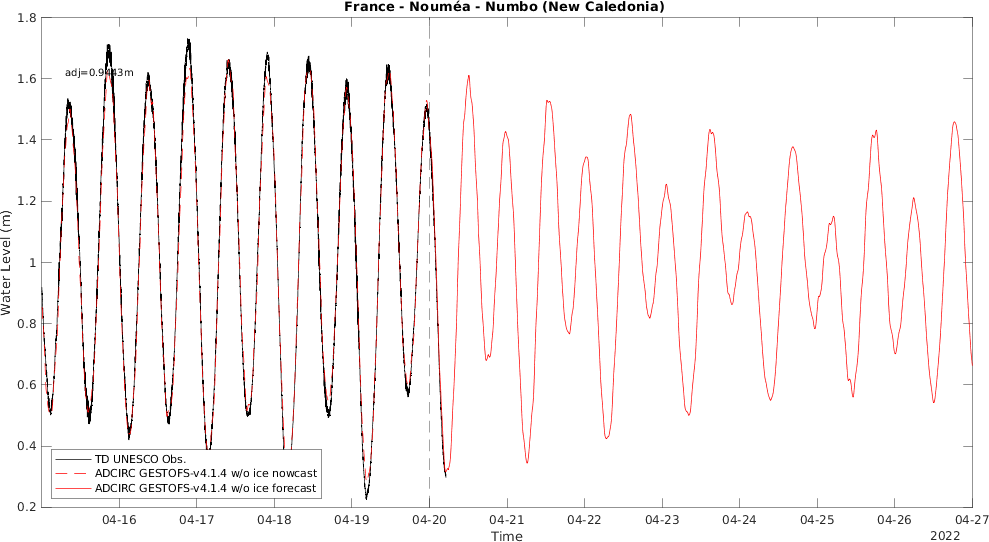 France - Nouméa - Numbo (New Caledonia)
1.8
1.6
1.4
1.2
1
0.8
0.6
0.4
0.2
Water Level (m)
adj=0.9443m
TD UNESCO Obs.
ADCIRC GESTOFS-v4.1.4 w/o ice nowcast
ADCIRC GESTOFS-v4.1.4 w/o ice forecast
04-16 04-17 04-18 04-19 04-20 04-21 04-22 04-23 04-24 04-25 04-26 04-27
Time
2022